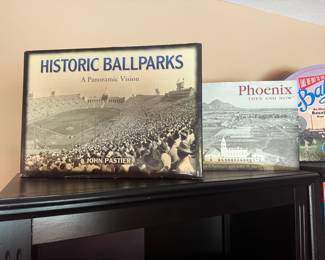 HISTORIC BALLPARKS
A Panoramic Vision
JOHN PASTIER
Phoenix
THEN AND NOW